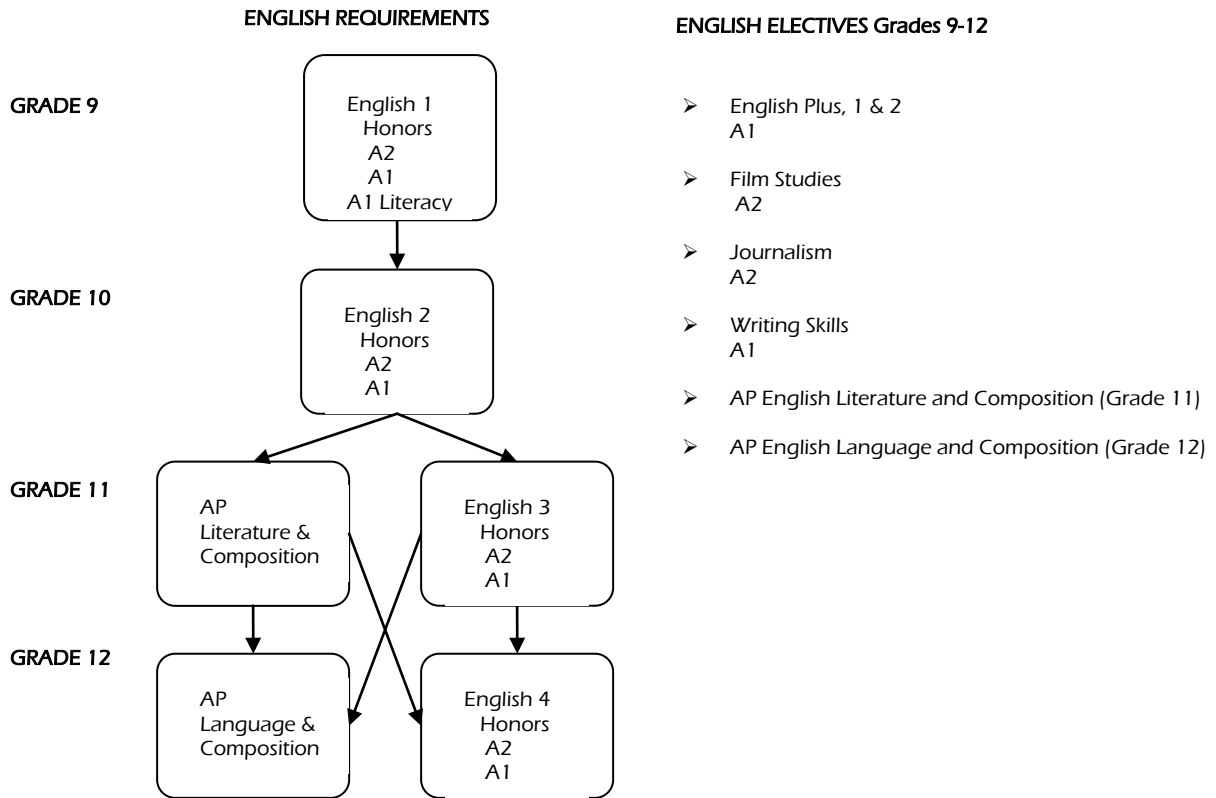 ENGLISH REQUIREMENTS
GRADE 9
English 1
Honors
A2
A1
A1 Literacy
GRADE 10
English 2
Honors
A2
A1
GRADE 11
AP
Literature &
Composition
English 3
Honors
A2
A1
GRADE 12
AP
Language &
Composition
English 4
Honors
A2
A1
ENGLISH ELECTIVES Grades 9-12
➢ English Plus, 1 & 2
A1
➢ Film Studies
A2
➢ Journalism
A2
➢ Writing Skills
A1
➢ AP English Literature and Composition (Grade 11)
➢ AP English Language and Composition (Grade 12)